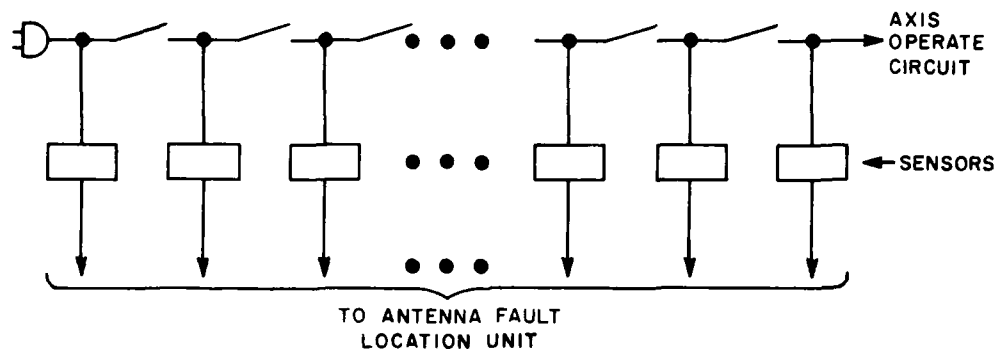 AXIS
OPERATE
CIRCUIT
SENSORS
TO ANTENNA FAULT
LOCATION UNIT